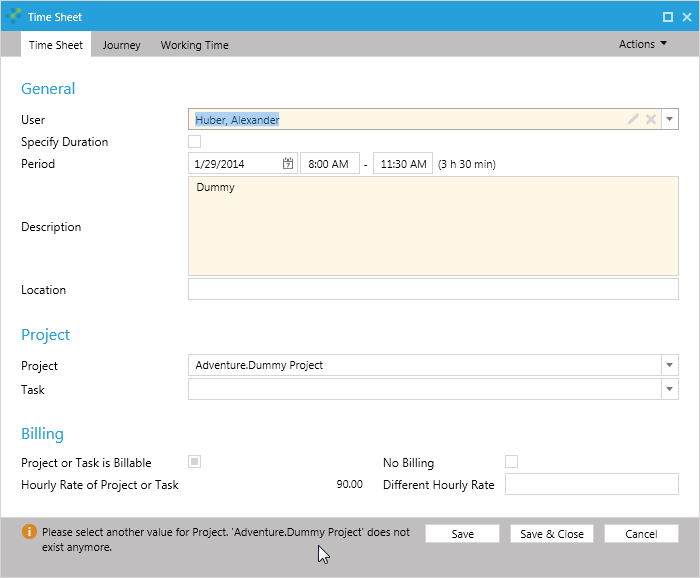 Time Sheet
Time Sheet Journey Working Time Actions
General
User Huber, Alexander
Specify Duration
Period 1/29/2014 7 8:00 AM - 11:30 AM (3 h 30 min)
Dummy
Description
Location
Project
Project Adventure.Dummy Project
Task
Billing
Project or Task is Billable No Billing
Hourly Rate of Project or Task 90.00 Different Hourly Rate
Please select another value for Project. 'Adventure.Dummy Project' does not
exist anymore.
Save Save & Close Cancel